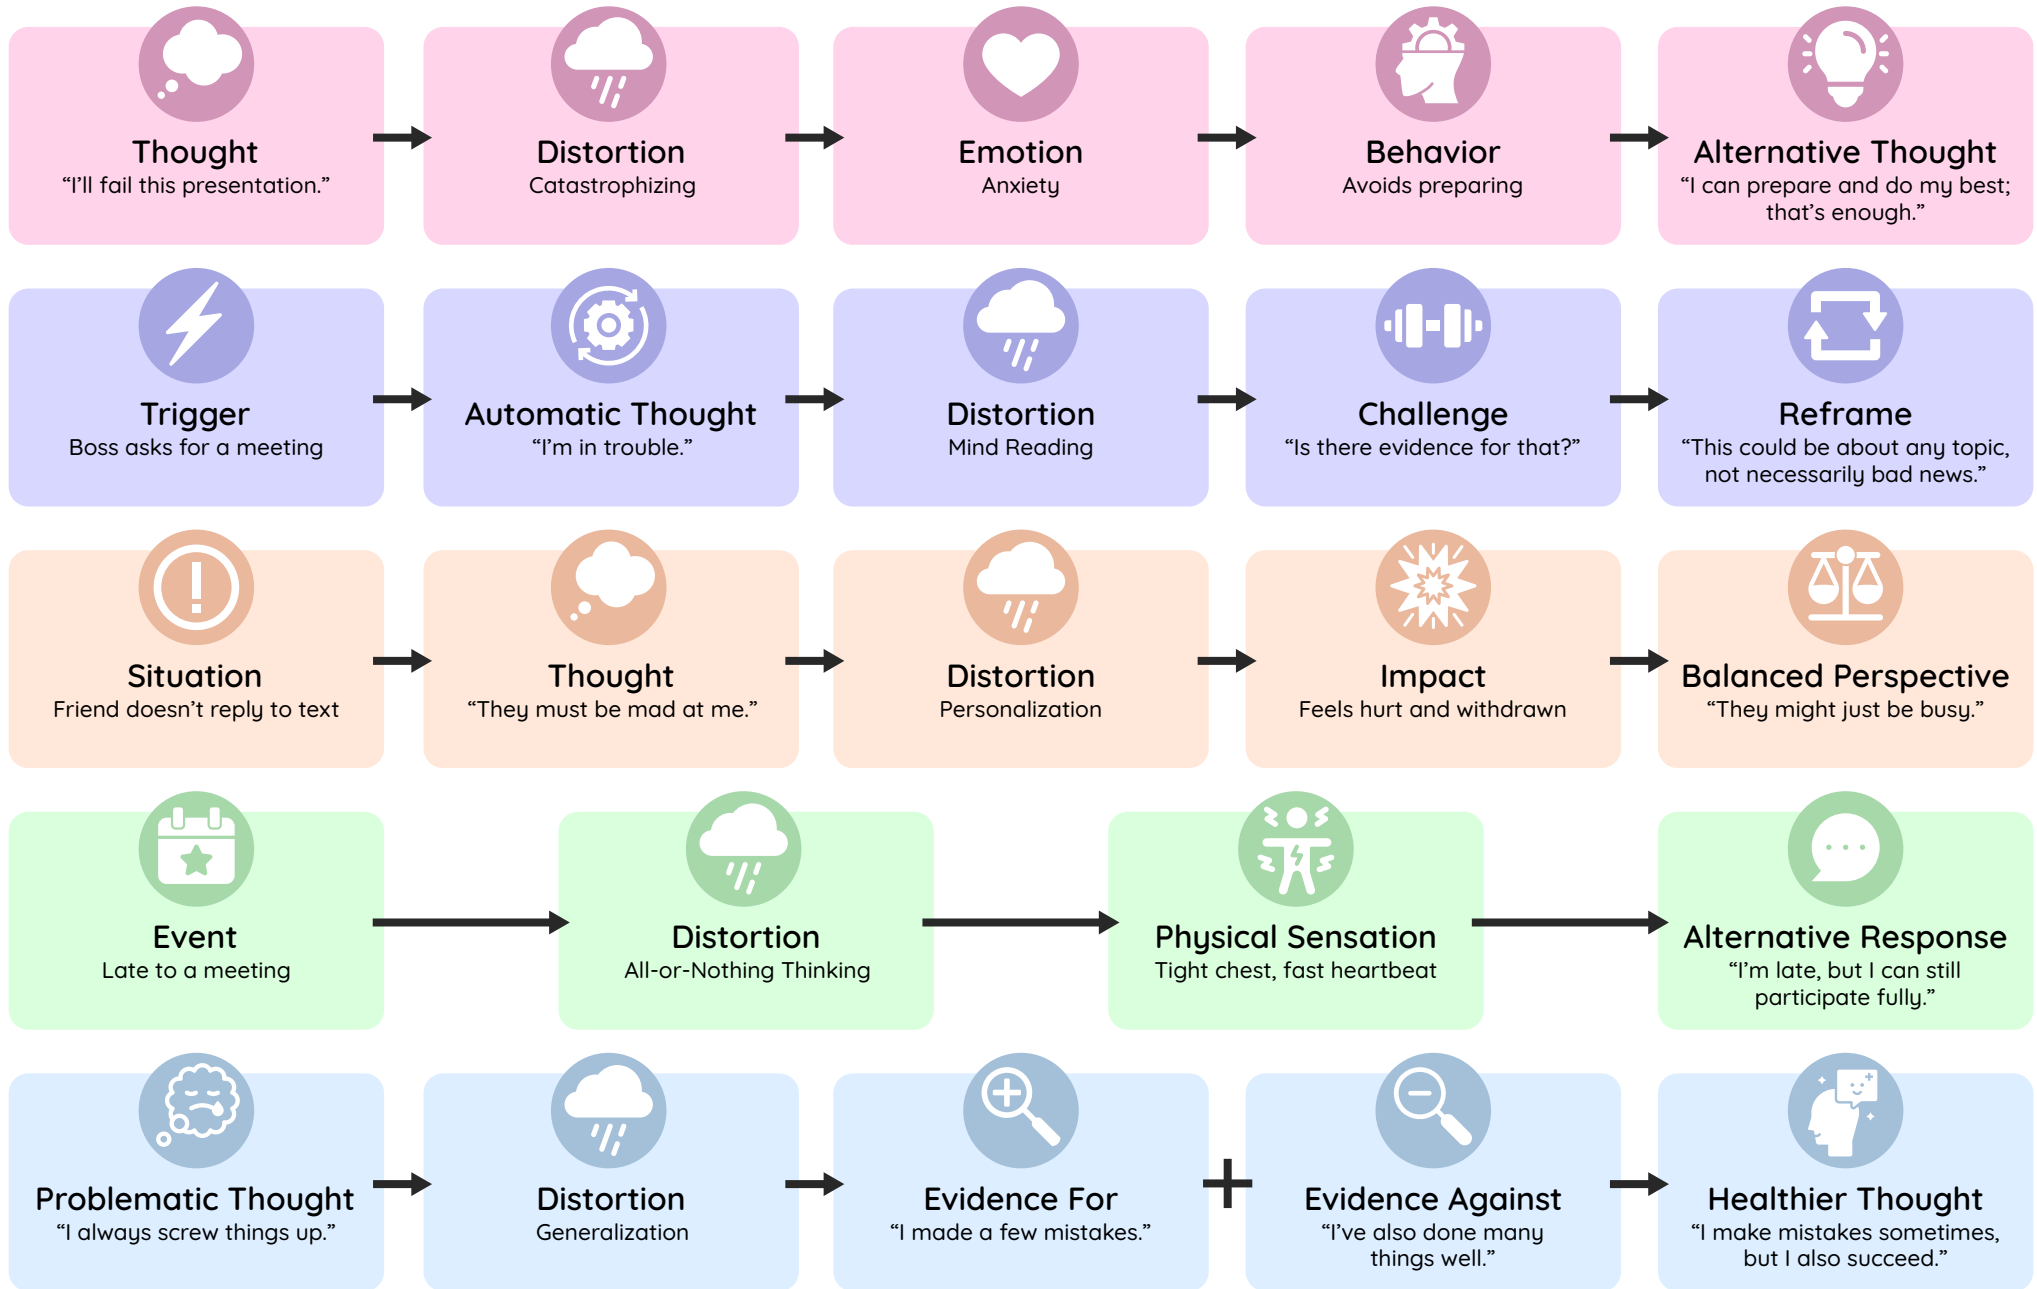 Thought
“I’ll fail this presentation.”
Distortion
Catastrophizing
Emotion
Anxiety
Behavior
Avoids preparing
Alternative Thought
“I can prepare and do my best;
that’s enough.”
Trigger
Boss asks for a meeting
Automatic Thought
“I’m in trouble.”
Distortion
Mind Reading
Challenge
“Is there evidence for that?”
Reframe
“This could be about any topic,
not necessarily bad news.”
Situation
Friend doesn’t reply to text
Thought
“They must be mad at me.”
Distortion
Personalization
Impact
Feels hurt and withdrawn
Balanced Perspective
“They might just be busy.”
Event
Late to a meeting
Distortion
All-or-Nothing Thinking
Physical Sensation
Tight chest, fast heartbeat
Alternative Response
“I’m late, but I can still
participate fully.”
Problematic Thought
“I always screw things up.”
Distortion
Generalization
Evidence For
“I made a few mistakes.”
Evidence Against
“I’ve also done many
things well.”
Healthier Thought
“I make mistakes sometimes,
but I also succeed.”